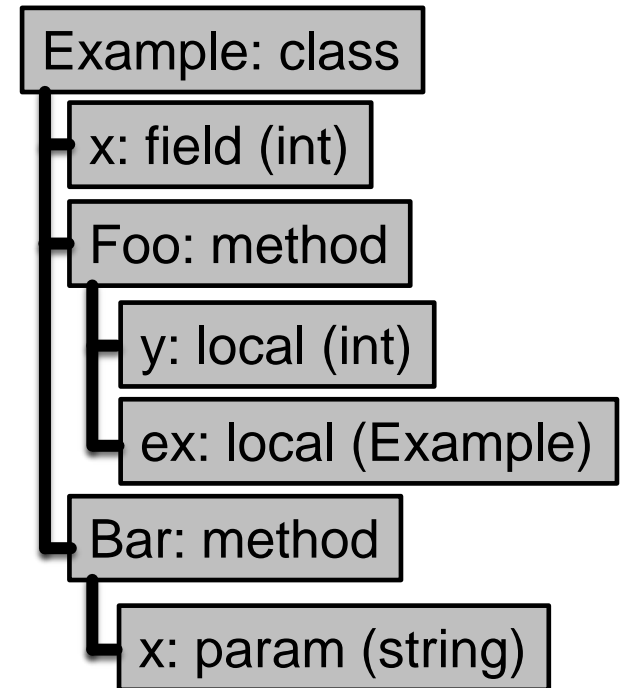 Example: class
x: field (int)
Foo: method
y: local (int)
ex: local (Example)
Bar: method
x: param (string)